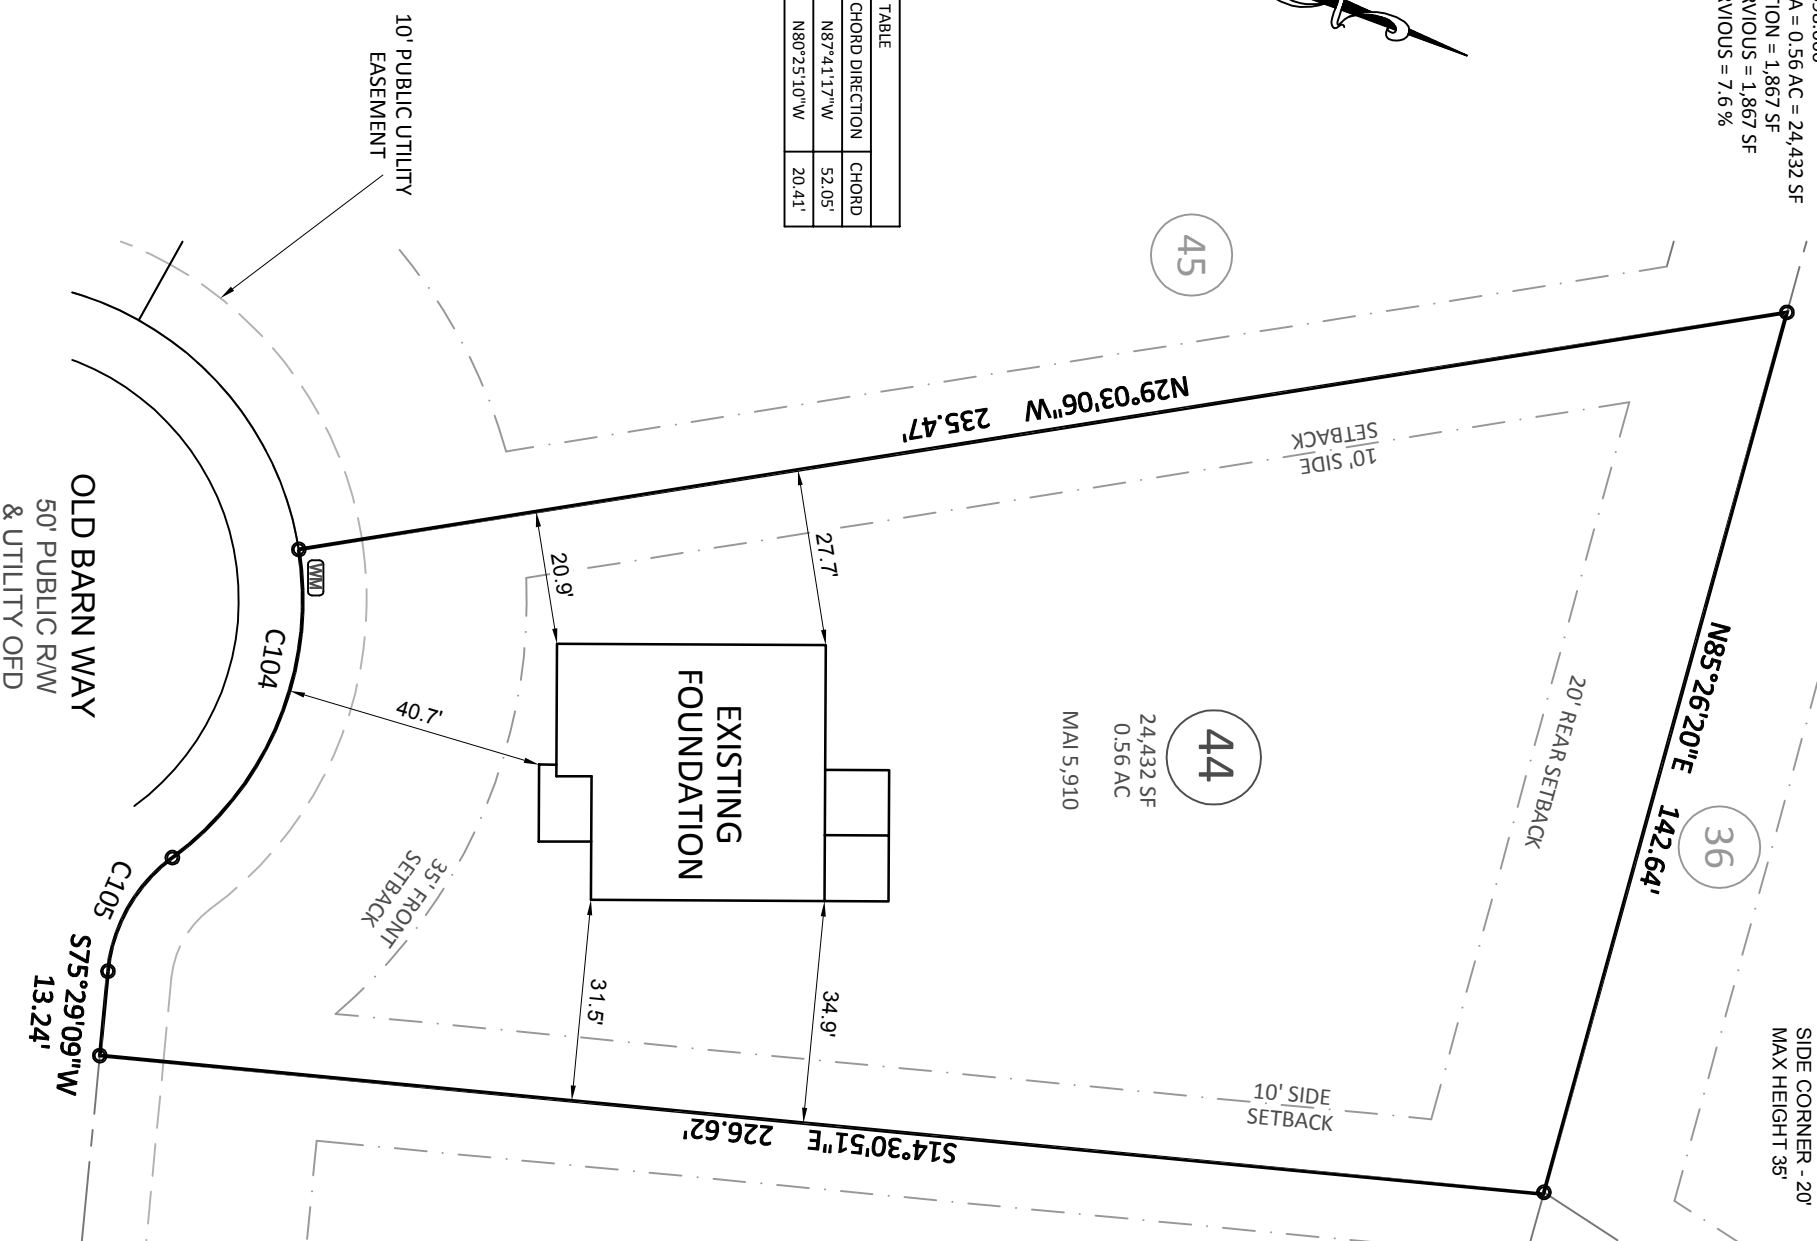 A = 0.56 AC = 24,432 SF
TION = 1,867 SF
RVIOUS = 1,867 SF
RVIOUS = 7.6 %
SIDE CORNER - 20'
MAX HEIGHT 35'
TABLE
CHORD DIRECTION CHORD
N87°41'17"W 52.05'
N80°25'10"W 20.41'
10' PUBLIC UTILITY
EASEMENT
45
36
N85°26'20"E 142.64'
20' REAR SETBACK
N29°03'06"W 235.47'
10' SIDE
SETBACK
44
24,432 SF
0.56 AC
MAI 5,910
27.7'
20.9'
EXISTING
FOUNDATION
40.7'
34.9'
31.5'
10' SIDE
SETBACK
S14°30'51"E 226.62'
35' FRONT
SETBACK
WM
C104
C105
S75°29'09"W
13.24'
OLD BARN WAY
50' PUBLIC R/W
& UTILITY OFD